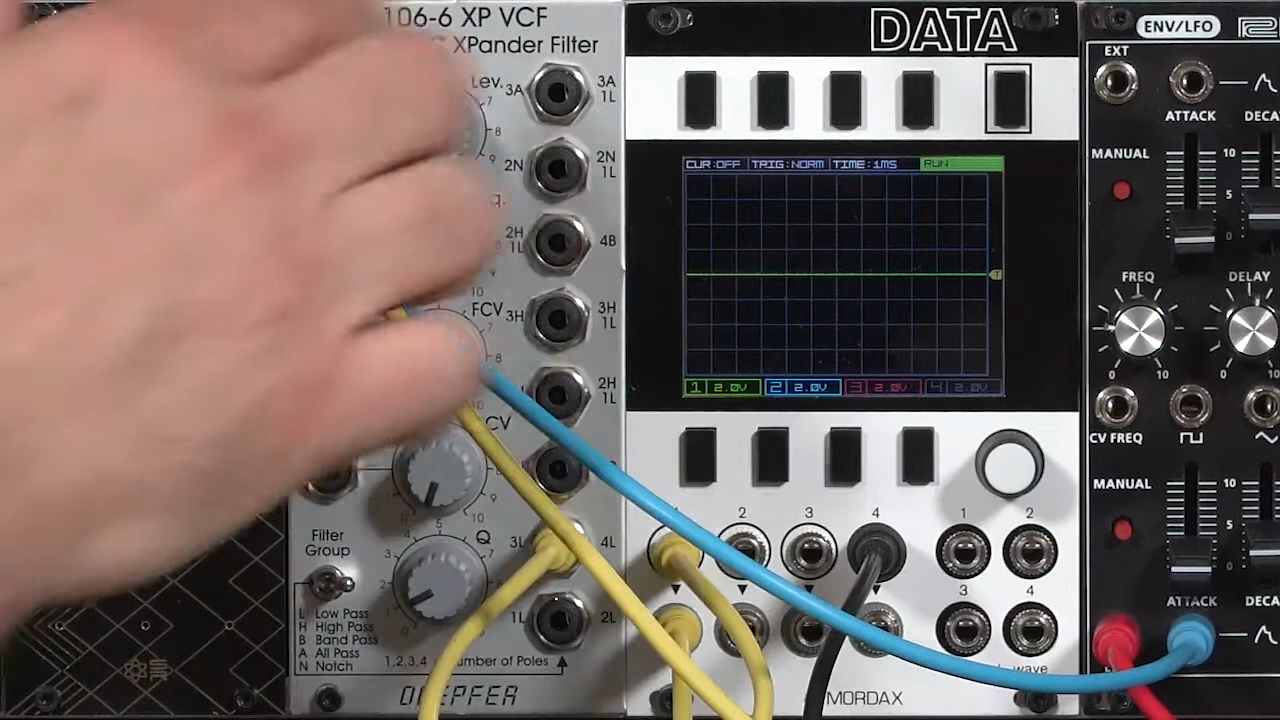 106-6 XP VCF
XPander Filter
Lev.
3A
3A
1L
2N
2N
1L
2H
1L
4B
FCV
3H
3H
1L
2H
1L
CV
Q
3L
4L
1L
2L
Filter
Group
L Low Pass
H High Pass
B Band Pass
A All Pass
N Notch
1,2,3,4 Number of Poles
DOEPFER
DATA
CUR:OFF TRIG:NORM TIME:1MS RUN
T
1 2.0V 2 2.0V 3 2.0V 4 2.0V
1 2 3 4 1 2
3 4
wave
MORDAX
ENV/LFO
EXT
ATTACK
DECA
MANUAL
10
5
0
FREQ
DELAY
0 10 0 10
CV FREQ
MANUAL
10
5
0
ATTACK
DECA